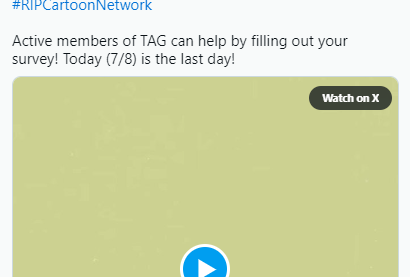 #RIPCartoonNetwork
Active members of TAG can help by filling out your
survey! Today (7/8) is the last day!
Watch on X